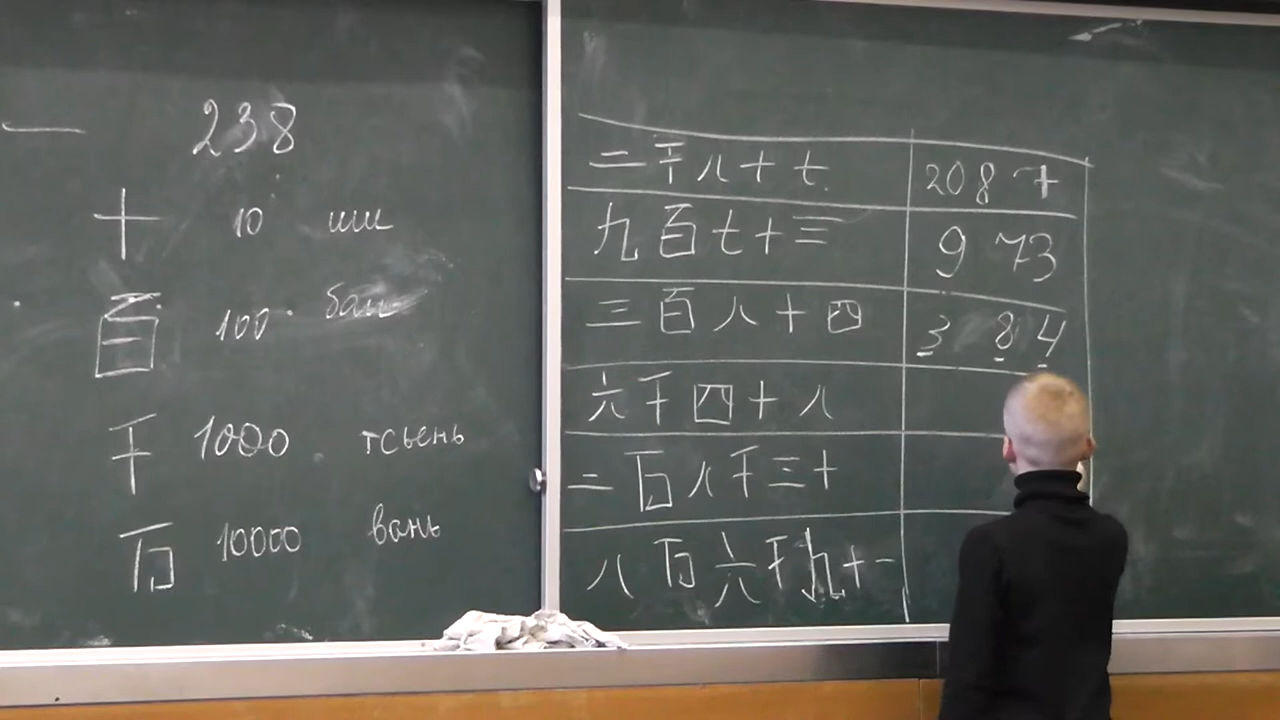 一 238
十 10 ши
百 100 бай
千 1000 тсьень
万 10000 вань
二千八十七 2087
九百七十三 973
三百八十四 384
六千四十八
二万八千三十
八万六千九十一